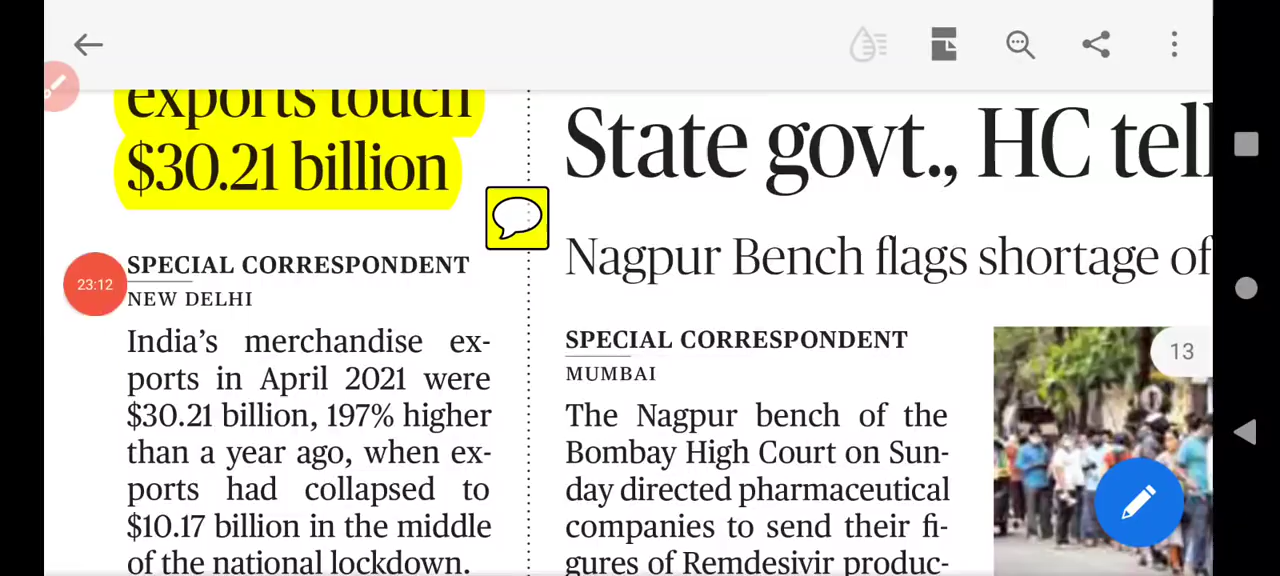 exports touch
$30.21 billion
SPECIAL CORRESPONDENT
NEW DELHI
India's merchandise ex-
ports in April 2021 were
$30.21 billion, 197% higher
than a year ago, when ex-
ports had collapsed to
$10.17 billion in the middle
of the national lockdown.
State govt., HC tell
Nagpur Bench flags shortage of
SPECIAL CORRESPONDENT
MUMBAI
The Nagpur bench of the
Bombay High Court on Sun-
day directed pharmaceutical
companies to send their fi-
gures of Remdesivir produc-
23:12
13